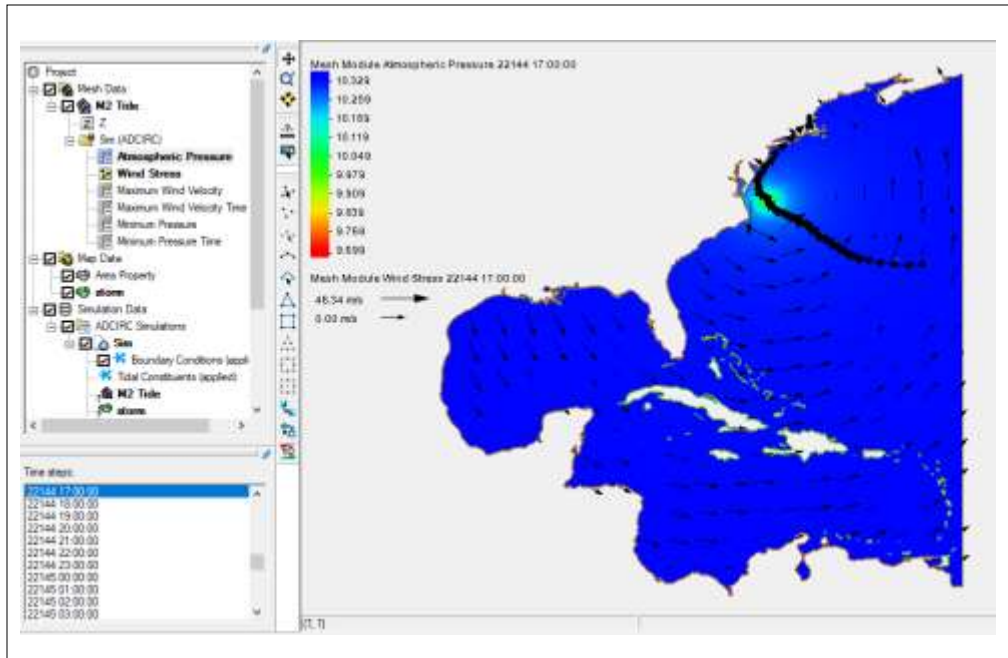 Project
Mesh Data
M2 Tide
Z
Sim (ADCIRC)
Atmospheric Pressure
Wind Stress
Maximum Wind Velocity
Maximum Wind Velocity Time
Minimum Pressure
Minimum Pressure Time
Map Data
Area Property
storm
Simulation Data
ADCIRC Simulations
Sim
Boundary Conditions (appli
Tidal Constituents (applied)
M2 Tide
storm
Time steps:
22144 17:00:00
22144 18:00:00
22144 19:00:00
22144 20:00:00
22144 21:00:00
22144 22:00:00
22144 23:00:00
22145 00:00:00
22145 01:00:00
22145 02:00:00
22145 03:00:00
Mesh Module Atmospheric Pressure 22144 17:00:00
10.329
10.259
10.189
10.119
10.049
9.979
9.909
9.839
9.769
9.699
Mesh Module Wind Stress 22144 17:00:00
46.34 m/s
0.00 m/s